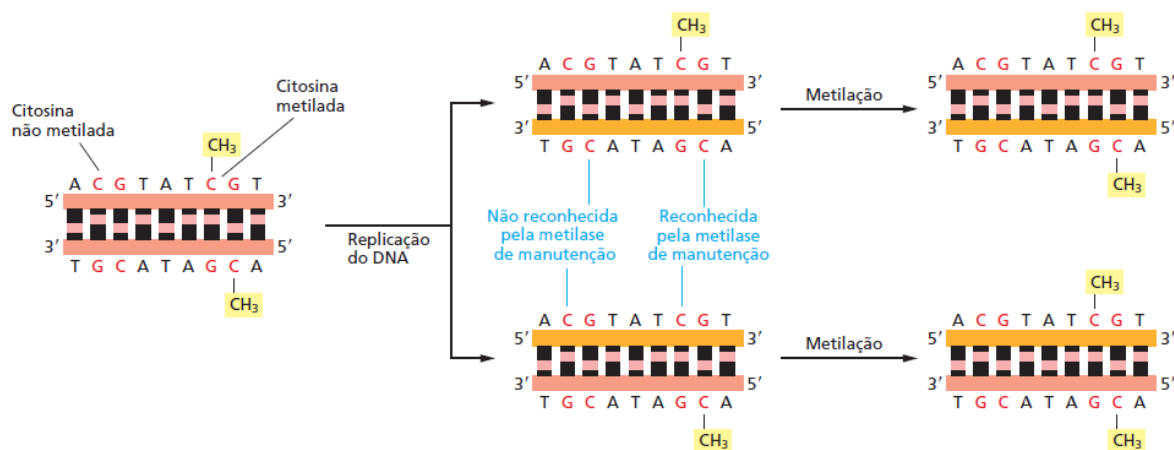 Citosina
não metilada
Citosina
metilada
CH3
A C G T A T C G T
5′ 3′
3′ 5′
T G C A T A G C A
CH3
Replicação
do DNA
CH3
A C G T A T C G T
5′ 3′
3′ 5′
T G C A T A G C A
Não reconhecida
pela metilase
de manutenção
Reconhecida
pela metilase
de manutenção
A C G T A T C G T
5′ 3′
3′ 5′
T G C A T A G C A
CH3
Metilação
CH3
A C G T A T C G T
5′ 3′
3′ 5′
T G C A T A G C A
CH3
Metilação
CH3
A C G T A T C G T
5′ 3′
3′ 5′
T G C A T A G C A
CH3